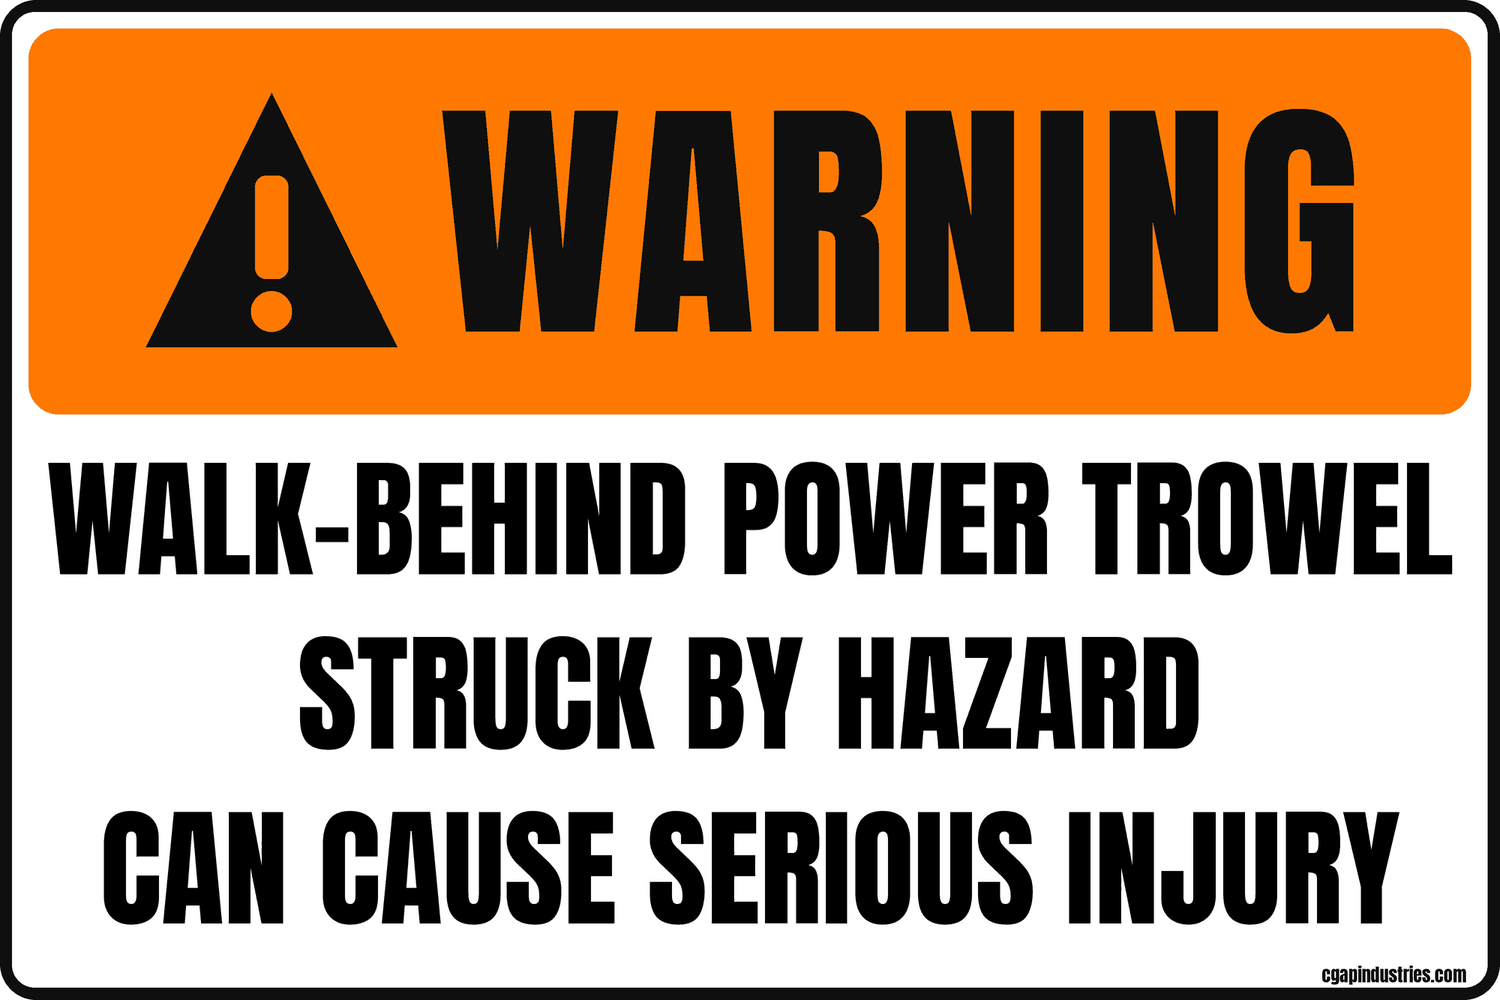 WARNING
WALK-BEHIND POWER TROWEL
STRUCK BY HAZARD
CAN CAUSE SERIOUS INJURY
cgapindustries.com